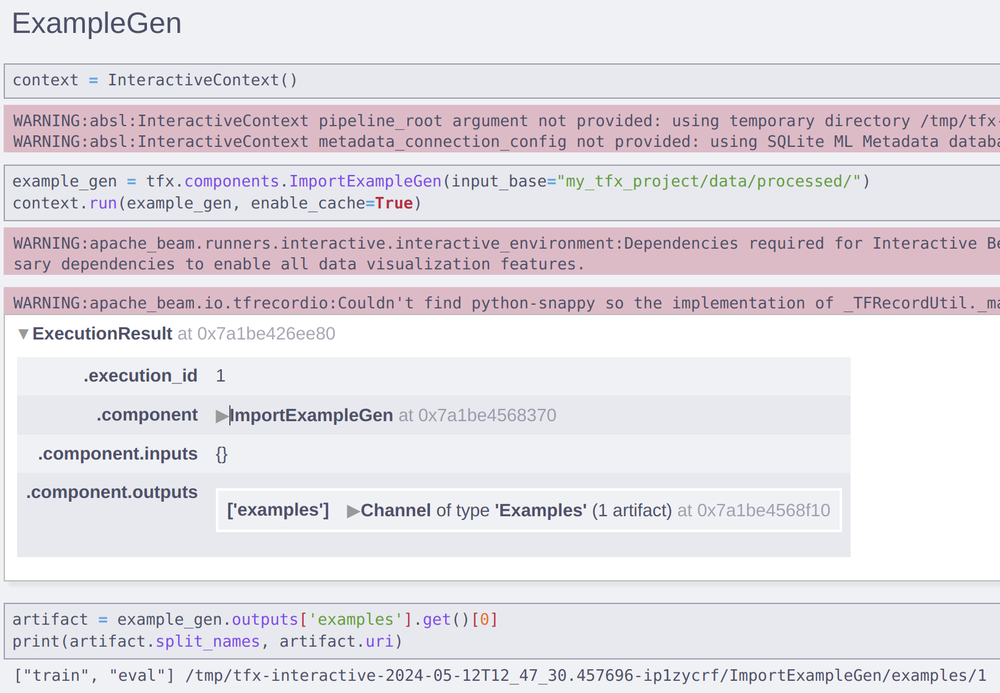 ExampleGen
context = InteractiveContext()
WARNING:absl:InteractiveContext pipeline_root argument not provided: using temporary directory /tmp/tfx-
WARNING:absl:InteractiveContext metadata_connection_config not provided: using SQLite ML Metadata databa
example_gen = tfx.components.ImportExampleGen(input_base="my_tfx_project/data/processed/")
context.run(example_gen, enable_cache=True)
WARNING:apache_beam.runners.interactive.interactive_environment:Dependencies required for Interactive Be
sary dependencies to enable all data visualization features.
WARNING:apache_beam.io.tfrecordio:Couldn't find python-snappy so the implementation of _TFRecordUtil._ma
▼ExecutionResult at 0x7a1be426ee80
.execution_id 1
.component ▶ImportExampleGen at 0x7a1be4568370
.component.inputs {}
.component.outputs
['examples'] ▶Channel of type 'Examples' (1 artifact) at 0x7a1be4568f10
artifact = example_gen.outputs['examples'].get()[0]
print(artifact.split_names, artifact.uri)
["train", "eval"] /tmp/tfx-interactive-2024-05-12T12_47_30.457696-ip1zycrf/ImportExampleGen/examples/1